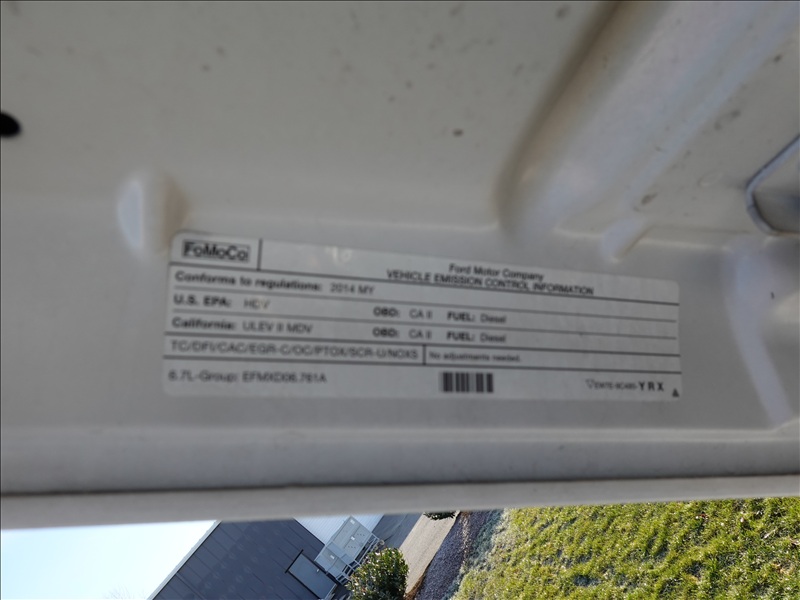 FoMoCo
Ford Motor Company
VEHICLE EMISSION CONTROL INFORMATION
Conforms to regulations: 2014 MY
U.S. EPA: HDV OBD: CA II FUEL: Diesel
California: ULEV II MDV OBD: CA II FUEL: Diesel
TC/DFI/CAC/EGR-C/OC/PTOX/SCR-U/NOXS No adjustments needed.
6.7L-Group: EFMXD06.761A YRX